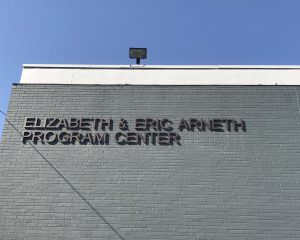 ELIZABETH & ERIC ARNETH
PROGRAM CENTER